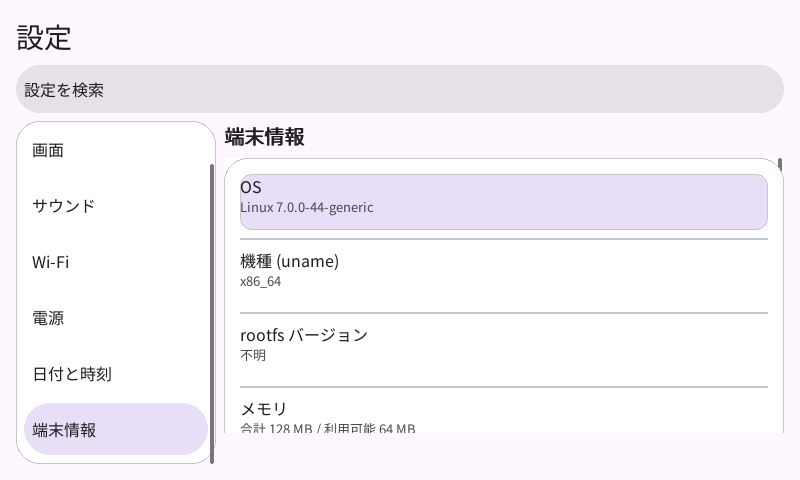 設定
設定を検索
画面
サウンド
Wi-Fi
電源
日付と時刻
端末情報
端末情報
OS
Linux 7.0.0-44-generic
機種 (uname)
x86_64
rootfs バージョン
不明
メモリ
合計 128 MB / 利用可能 64 MB